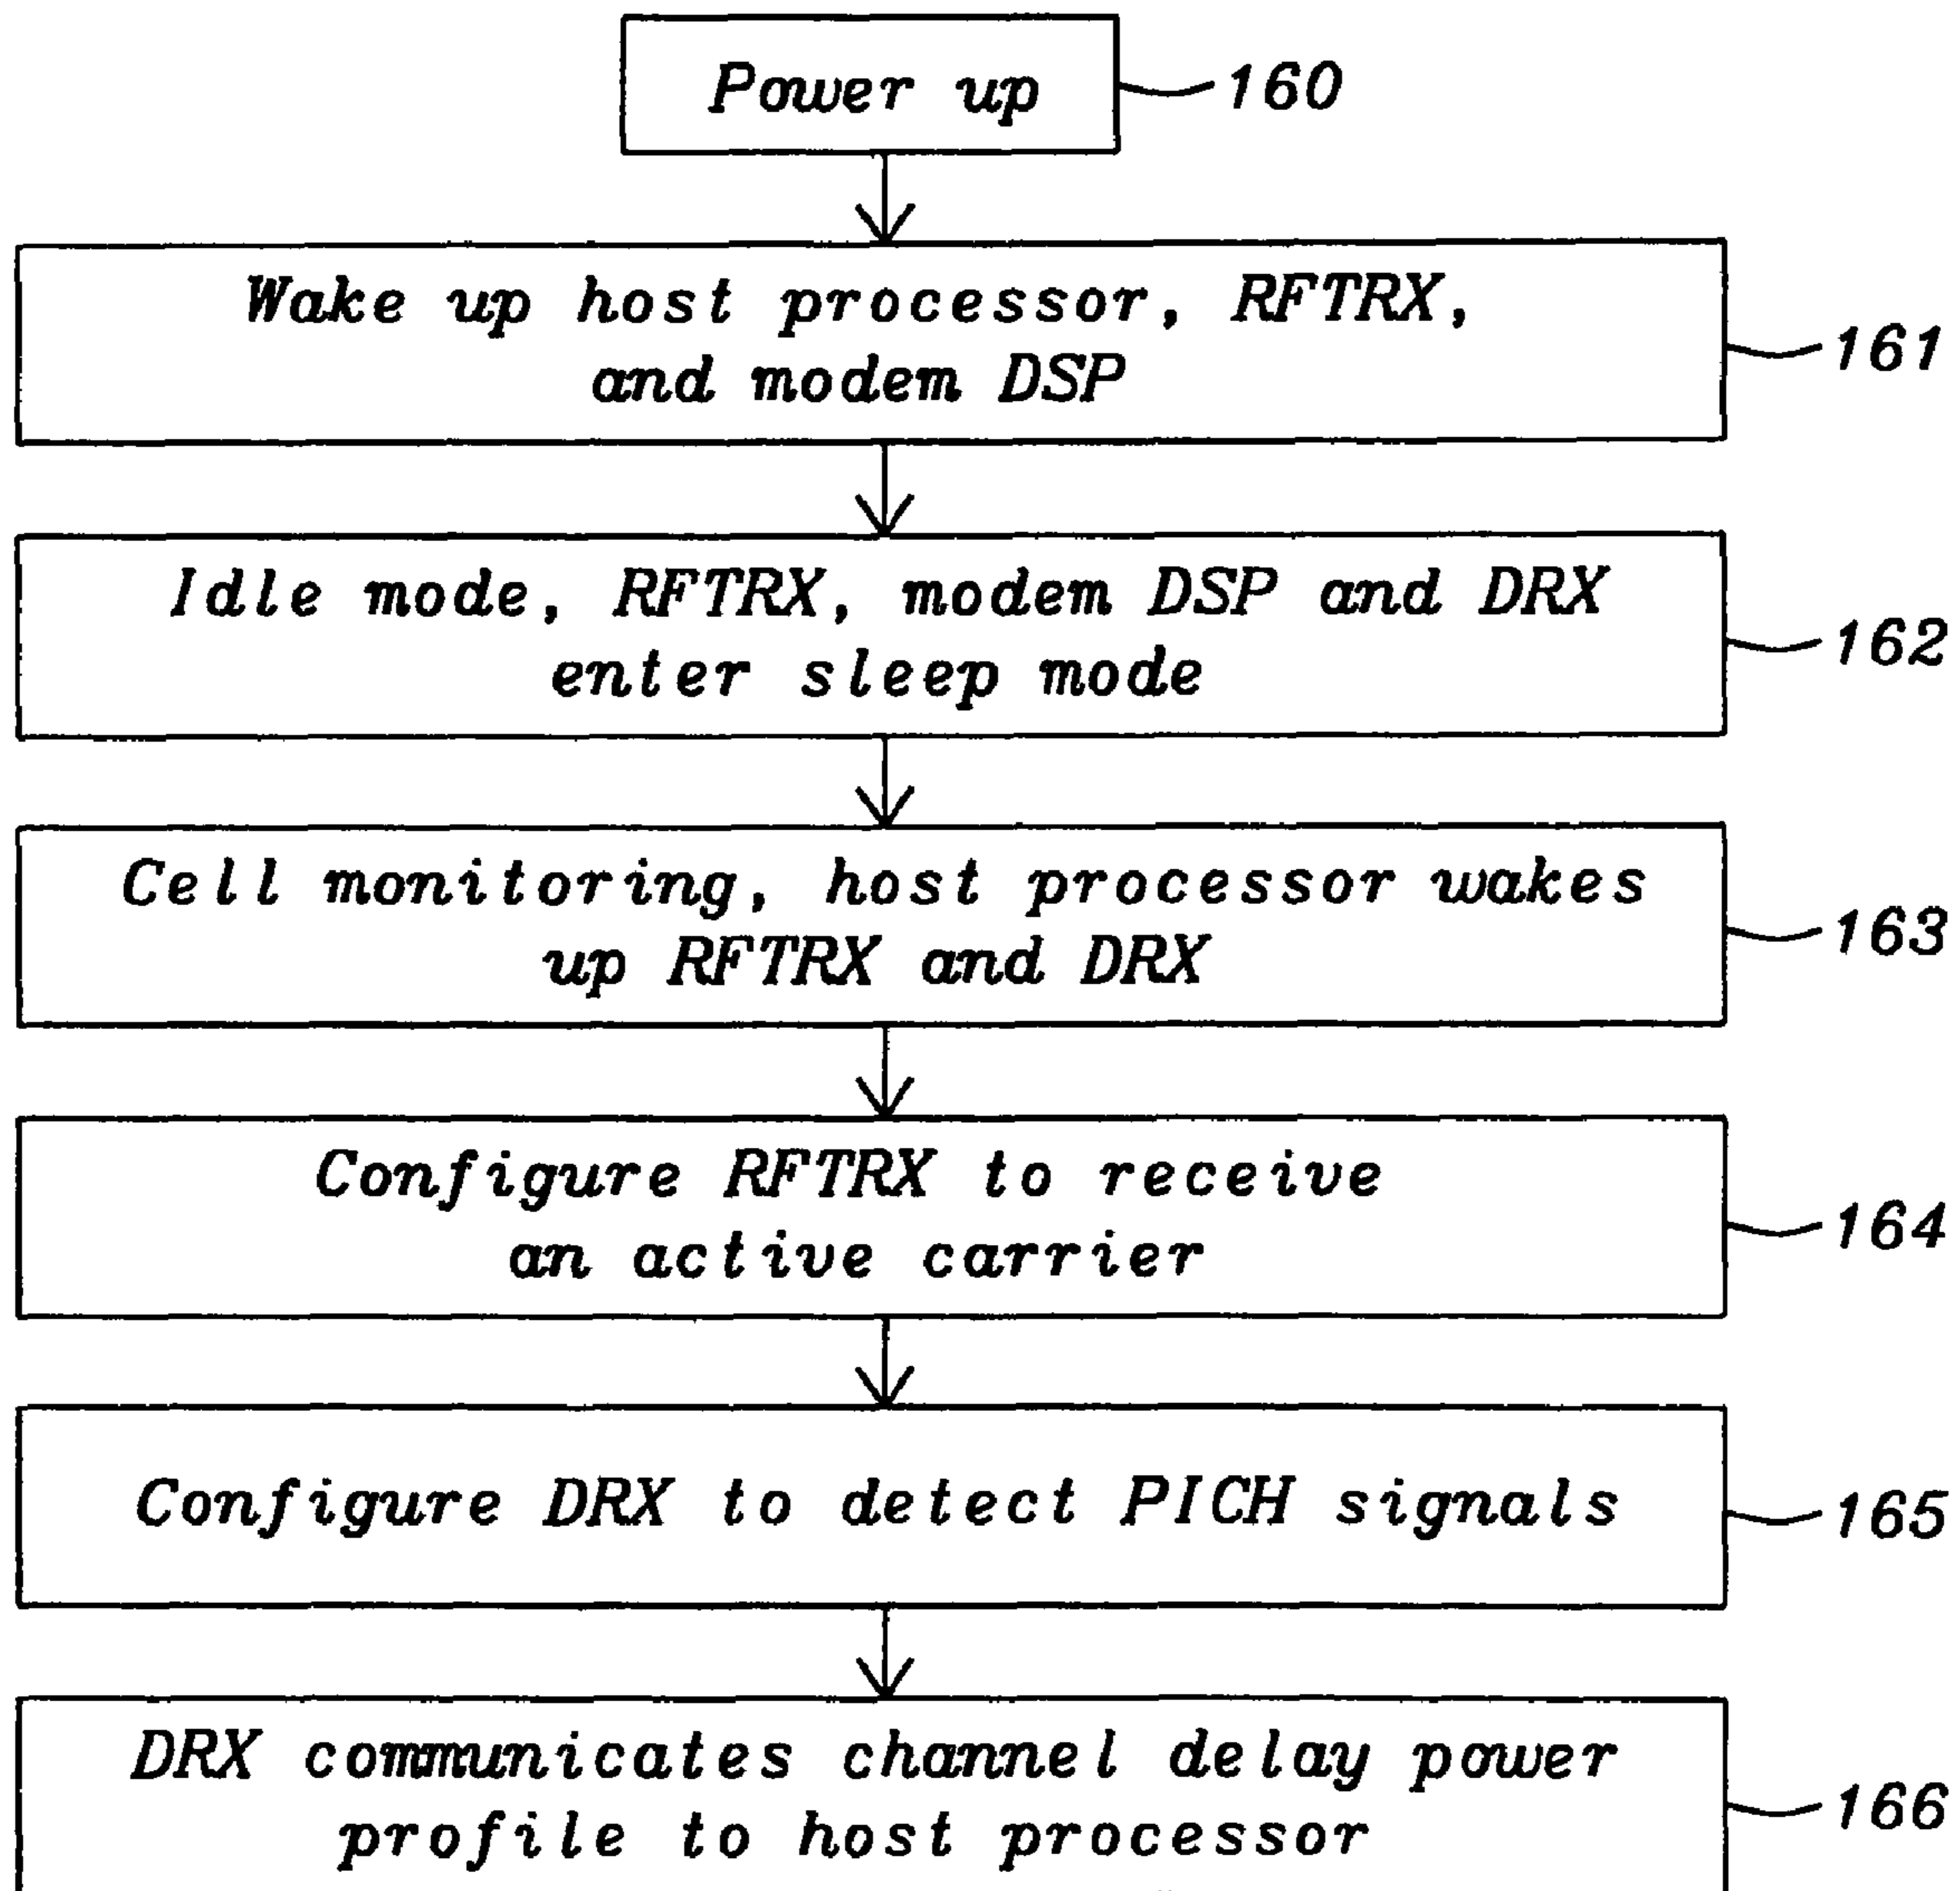 Power up
160
Wake up host processor, RFTRX,
and modem DSP
161
Idle mode, RFTRX, modem DSP and DRX
enter sleep mode
162
Cell monitoring, host processor wakes
up RFTRX and DRX
163
Configure RFTRX to receive
an active carrier
164
Configure DRX to detect PICH signals
165
DRX communicates channel delay power
profile to host processor
166